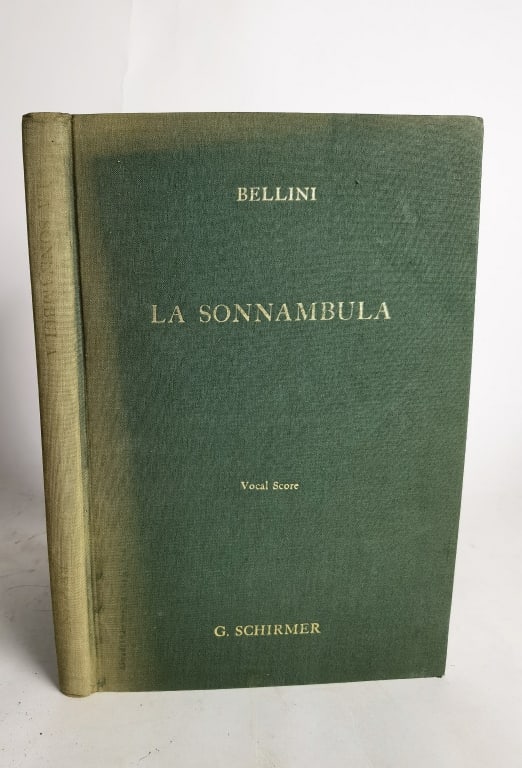 BELLINI
LA SONNAMBULA
Vocal Score
G. SCHIRMER